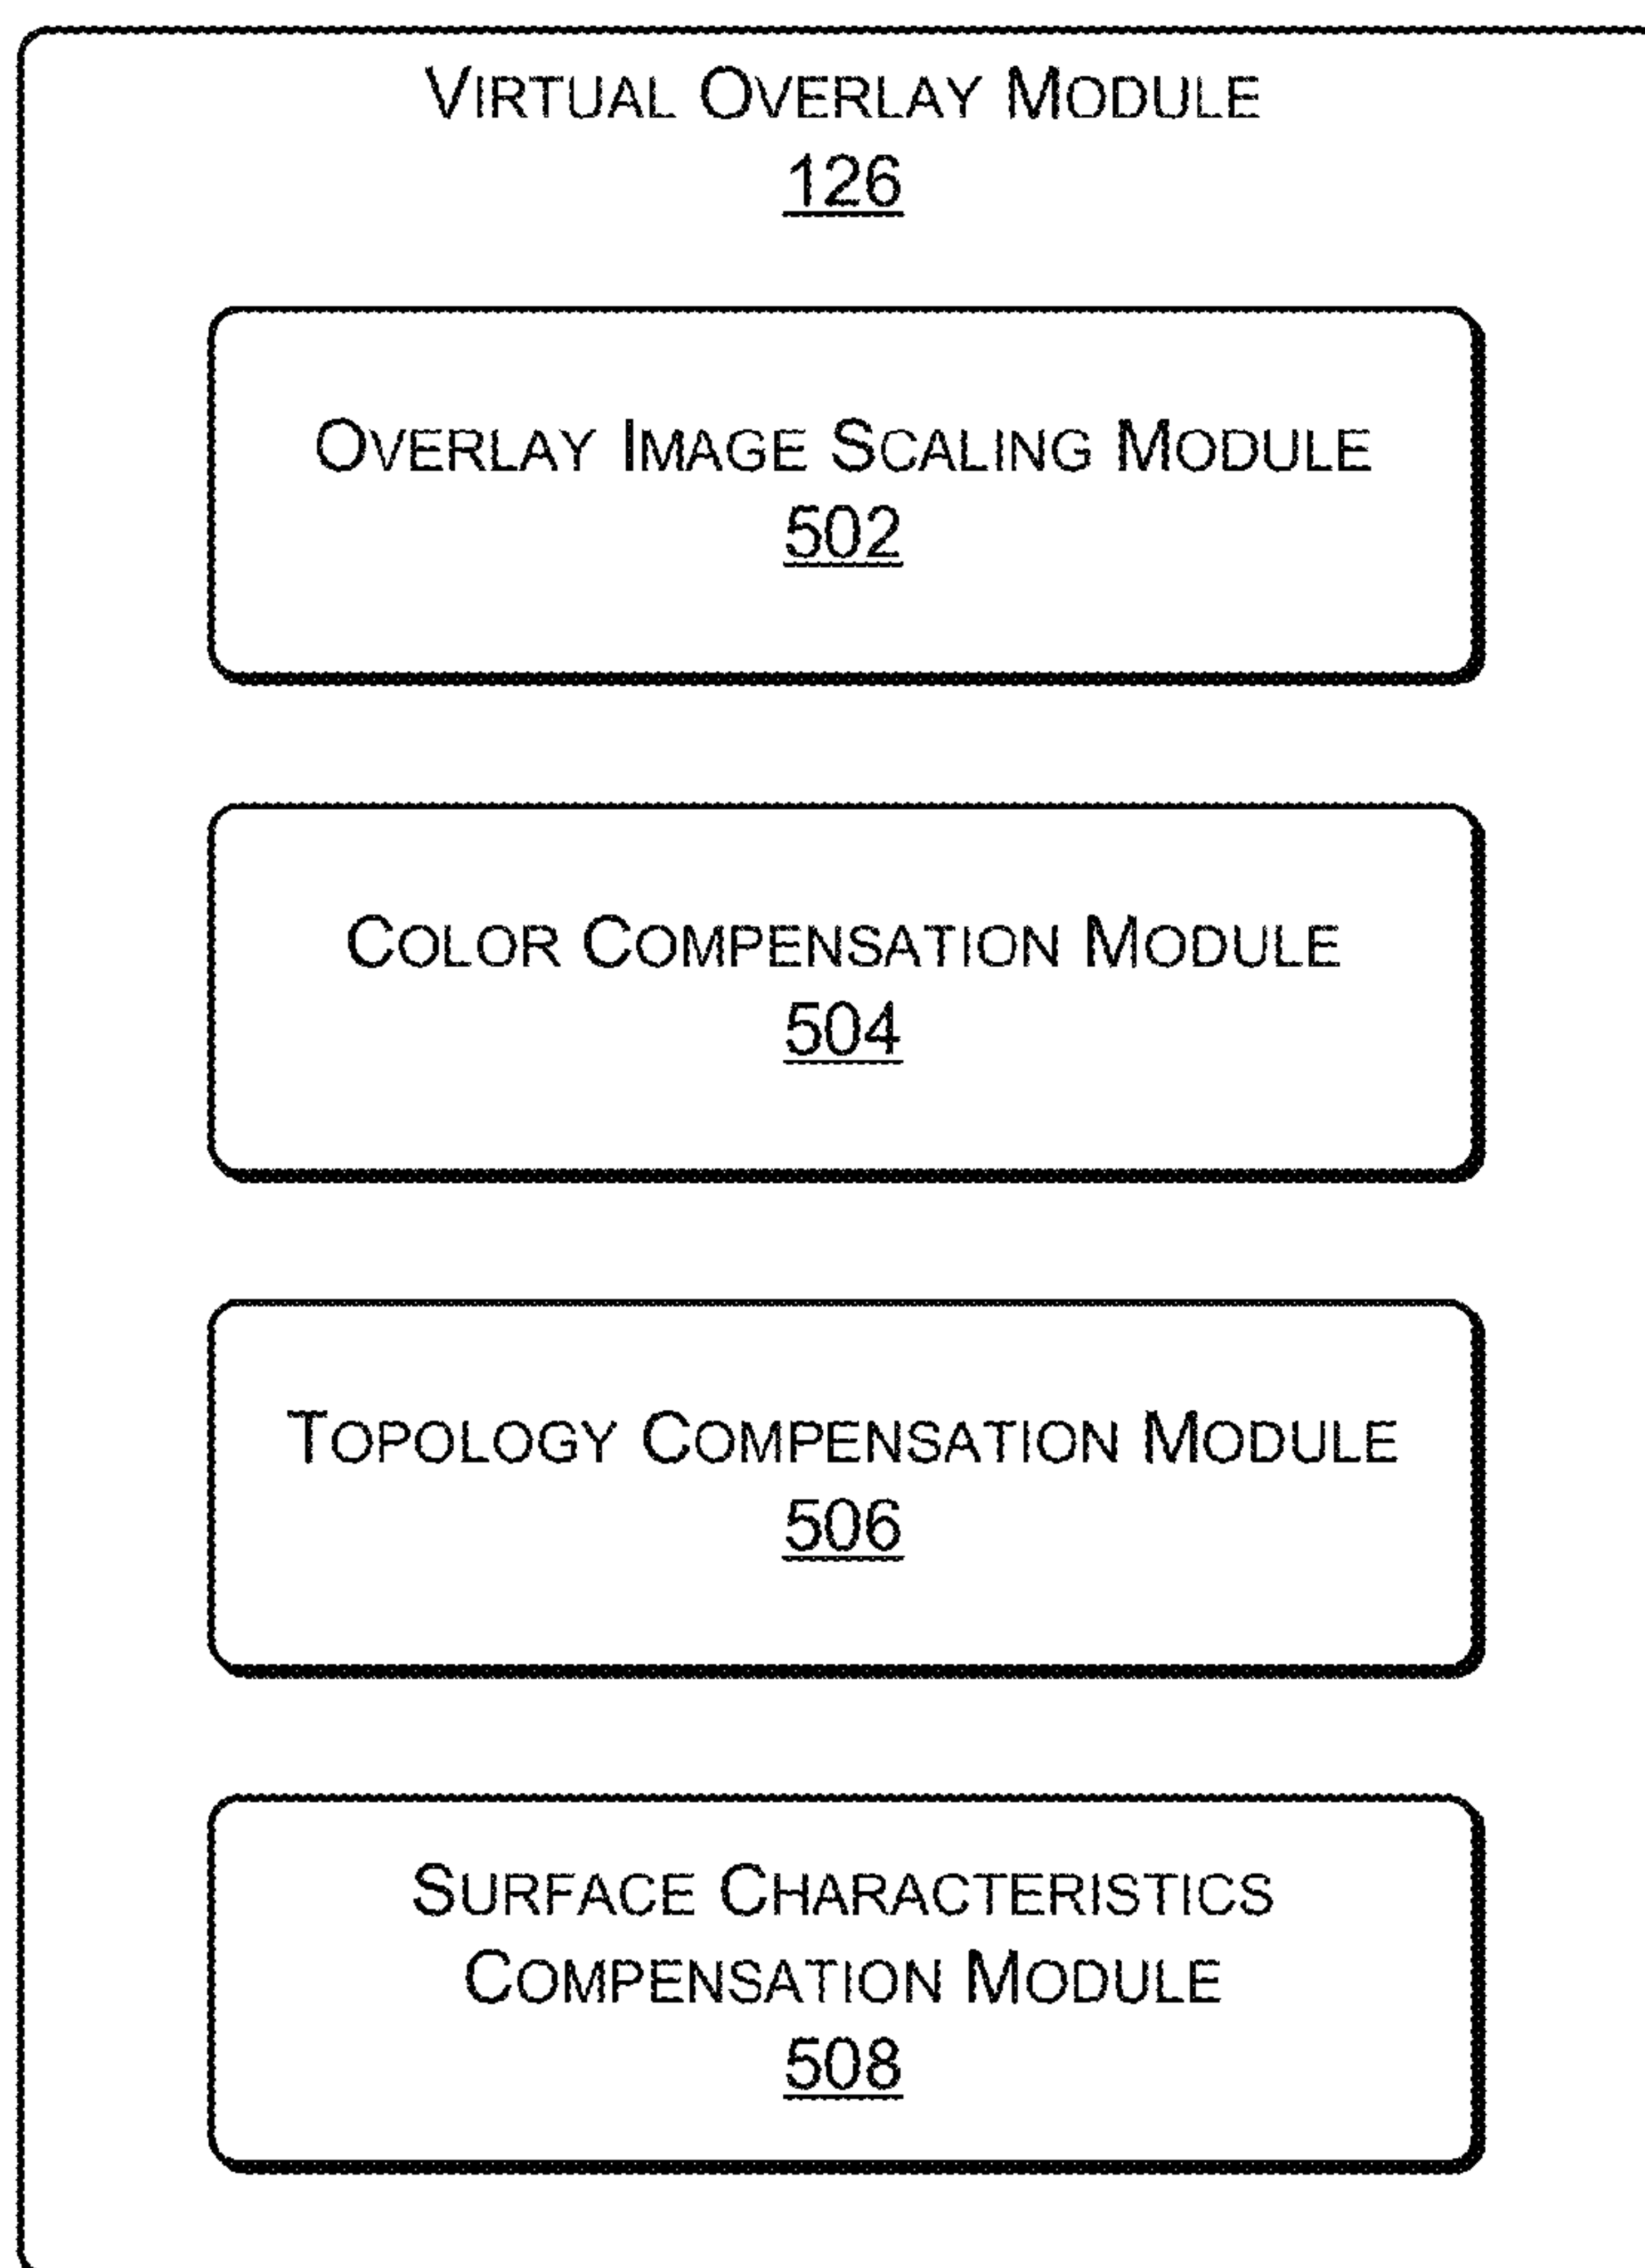 VIRTUAL OVERLAY MODULE
126
OVERLAY IMAGE SCALING MODULE
502
COLOR COMPENSATION MODULE
504
TOPOLOGY COMPENSATION MODULE
506
SURFACE CHARACTERISTICS
COMPENSATION MODULE
508